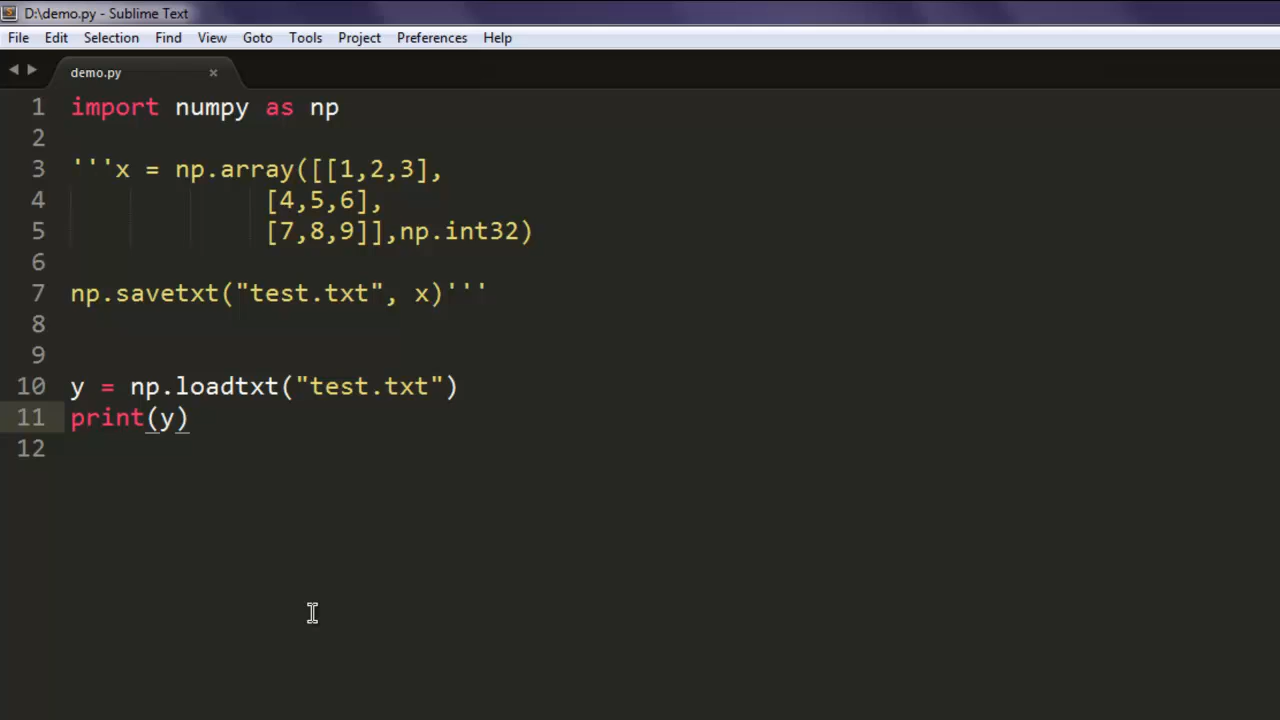 D:\demo.py - Sublime Text
File Edit Selection Find View Goto Tools Project Preferences Help
demo.py ×
1 import numpy as np
2
3 '''x = np.array([[1,2,3],
4 [4,5,6],
5 [7,8,9]],np.int32)
6
7 np.savetxt("test.txt", x)'''
8
9
10 y = np.loadtxt("test.txt")
11 print(y)
12